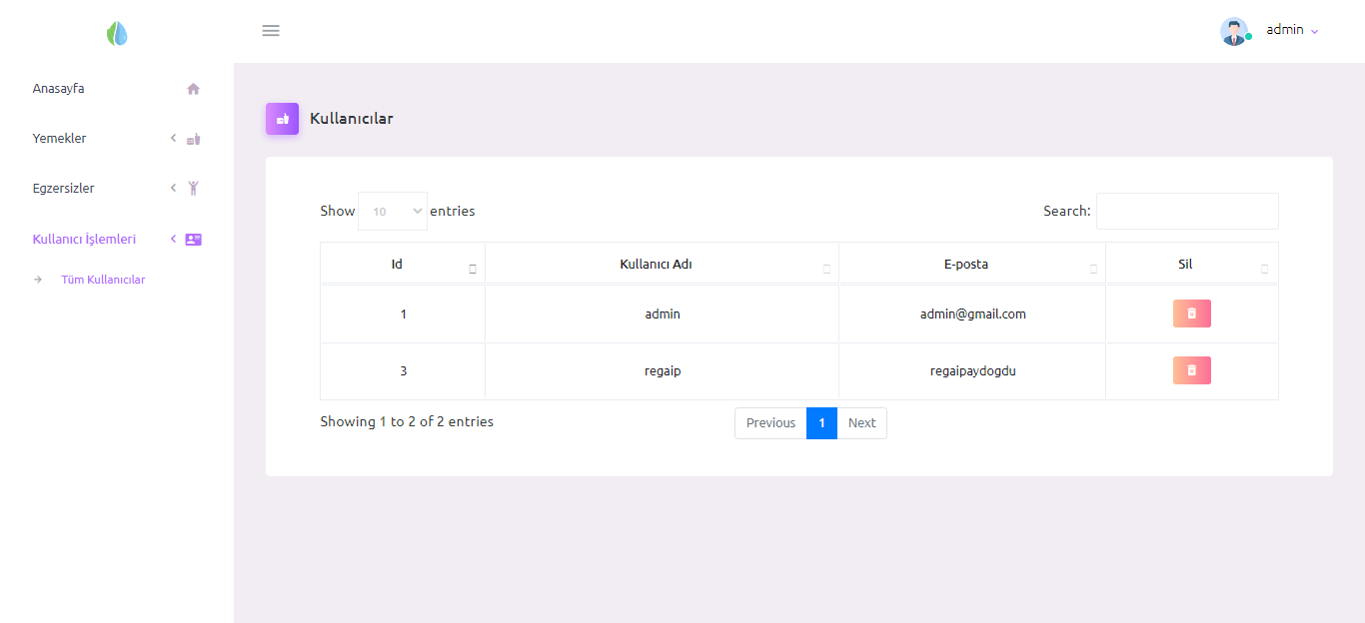 admin
Anasayfa
Yemekler
Egzersizler
Kullanıcı İşlemleri
Tüm Kullanıcılar
Kullanıcılar
Show 10 entries
Search:
Id Kullanıcı Adı E-posta Sil
1 admin admin@gmail.com
3 regaip regaipaydogdu
Showing 1 to 2 of 2 entries
Previous 1 Next